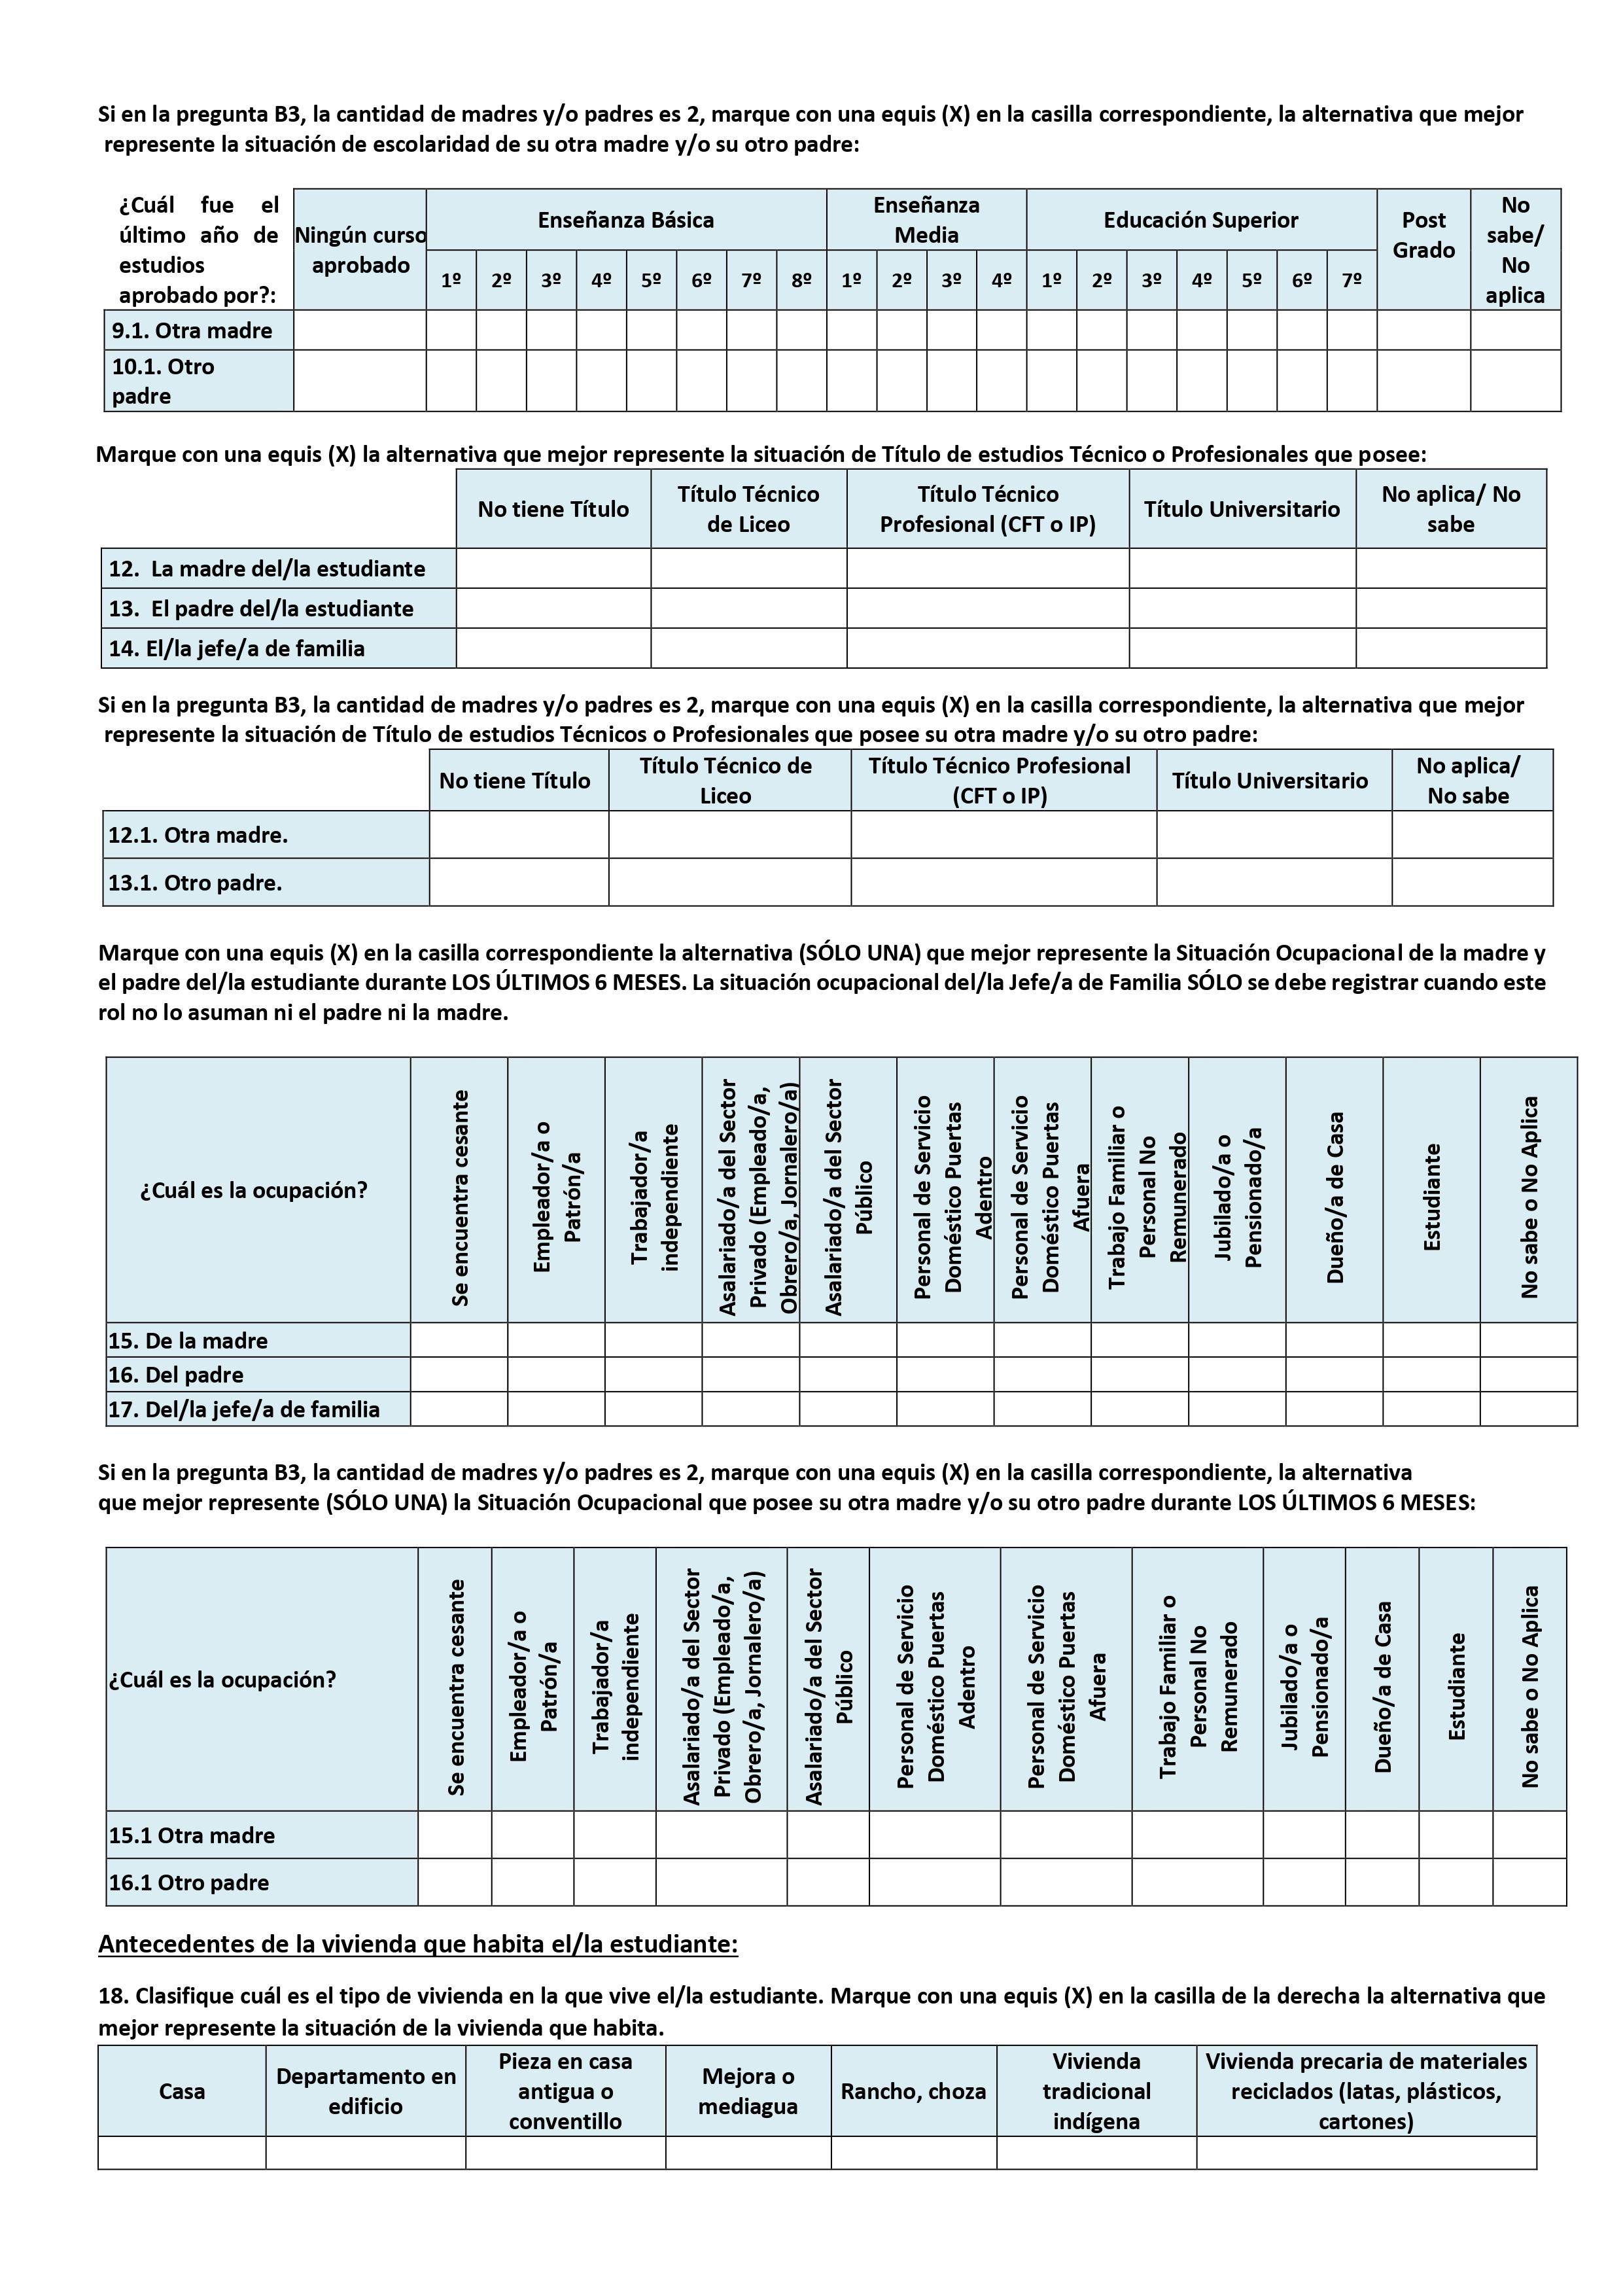 Si en la pregunta B3, la cantidad de madres y/o padres es 2, marque con una equis (X) en la casilla correspondiente, la alternativa que mejor
represente la situación de escolaridad de su otra madre y/o su otro padre:
¿Cuál fue el
último año de
estudios
aprobado por?:
Ningún curso
aprobado
Enseñanza Básica
Enseñanza
Media
Educación Superior
Post
Grado
No
sabe/
No
aplica
1º 2º 3º 4º 5º 6º 7º 8º 1º 2º 3º 4º 1º 2º 3º 4º 5º 6º 7º
9.1. Otra madre
10.1. Otro
padre
Marque con una equis (X) la alternativa que mejor represente la situación de Título de estudios Técnico o Profesionales que posee:
No tiene Título
Título Técnico
de Liceo
Título Técnico
Profesional (CFT o IP)
Título Universitario
No aplica/ No
sabe
12. La madre del/la estudiante
13. El padre del/la estudiante
14. El/la jefe/a de familia
Si en la pregunta B3, la cantidad de madres y/o padres es 2, marque con una equis (X) en la casilla correspondiente, la alternativa que mejor
represente la situación de Título de estudios Técnicos o Profesionales que posee su otra madre y/o su otro padre:
No tiene Título
Título Técnico de
Liceo
Título Técnico Profesional
(CFT o IP)
Título Universitario
No aplica/
No sabe
12.1. Otra madre.
13.1. Otro padre.
Marque con una equis (X) en la casilla correspondiente la alternativa (SÓLO UNA) que mejor represente la Situación Ocupacional de la madre y
el padre del/la estudiante durante LOS ÚLTIMOS 6 MESES. La situación ocupacional del/la Jefe/a de Familia SÓLO se debe registrar cuando este
rol no lo asuman ni el padre ni la madre.
¿Cuál es la ocupación?
Se encuentra cesante
Empleador/a o
Patrón/a
Trabajador/a
independiente
Asalariado/a del Sector
Privado (Empleado/a,
Obrero/a, Jornalero/a)
Asalariado/a del Sector
Público
Personal de Servicio
Doméstico Puertas
Adentro
Personal de Servicio
Doméstico Puertas
Afuera
Trabajo Familiar o
Personal No
Remunerado
Jubilado/a o
Pensionado/a
Dueño/a de Casa
Estudiante
No sabe o No Aplica
15. De la madre
16. Del padre
17. Del/la jefe/a de familia
Si en la pregunta B3, la cantidad de madres y/o padres es 2, marque con una equis (X) en la casilla correspondiente, la alternativa
que mejor represente (SÓLO UNA) la Situación Ocupacional que posee su otra madre y/o su otro padre durante LOS ÚLTIMOS 6 MESES:
¿Cuál es la ocupación?
Se encuentra cesante
Empleador/a o
Patrón/a
Trabajador/a
independiente
Asalariado/a del Sector
Privado (Empleado/a,
Obrero/a, Jornalero/a)
Asalariado/a del Sector
Público
Personal de Servicio
Doméstico Puertas
Adentro
Personal de Servicio
Doméstico Puertas
Afuera
Trabajo Familiar o
Personal No
Remunerado
Jubilado/a o
Pensionado/a
Dueño/a de Casa
Estudiante
No sabe o No Aplica
15.1 Otra madre
16.1 Otro padre
Antecedentes de la vivienda que habita el/la estudiante:
18. Clasifique cuál es el tipo de vivienda en la que vive el/la estudiante. Marque con una equis (X) en la casilla de la derecha la alternativa que
mejor represente la situación de la vivienda que habita.
Casa
Departamento en
edificio
Pieza en casa
antigua o
conventillo
Mejora o
mediagua
Rancho, choza
Vivienda
tradicional
indígena
Vivienda precaria de materiales
reciclados (latas, plásticos,
cartones)